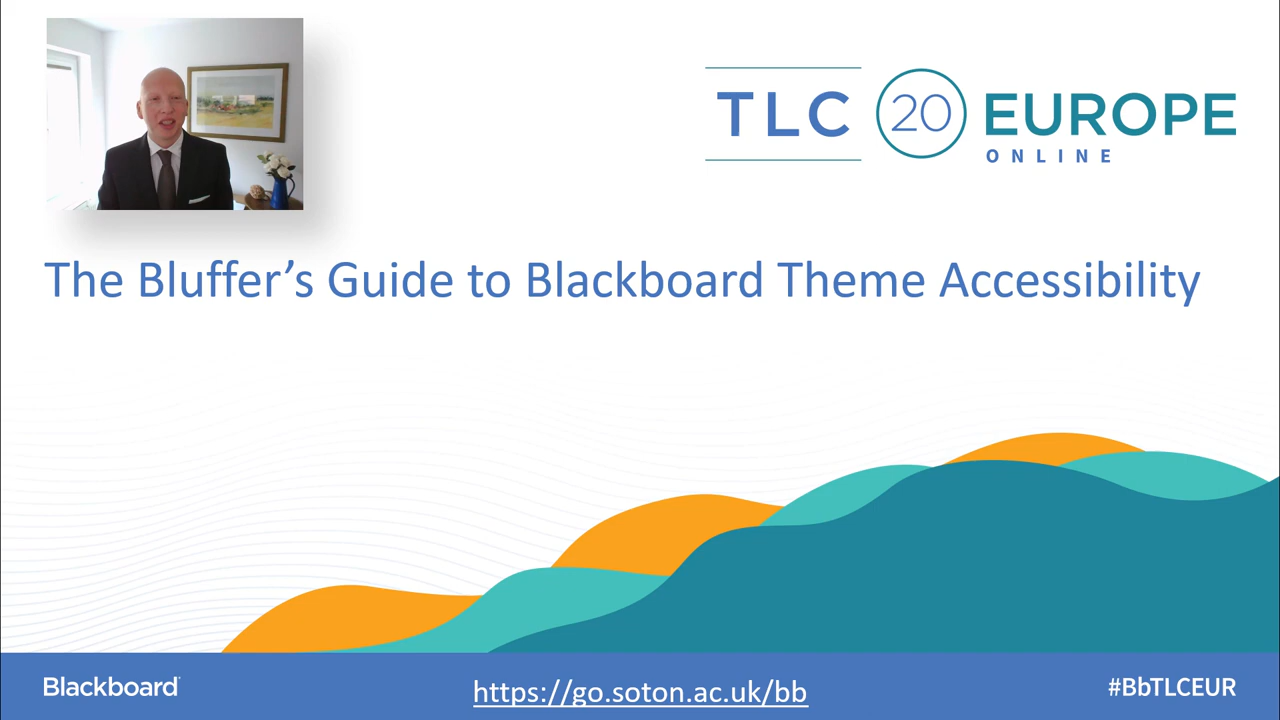 TLC 20 EUROPE
ONLINE
The Bluffer’s Guide to Blackboard Theme Accessibility
Blackboard
https://go.soton.ac.uk/bb
#BbTLCEUR